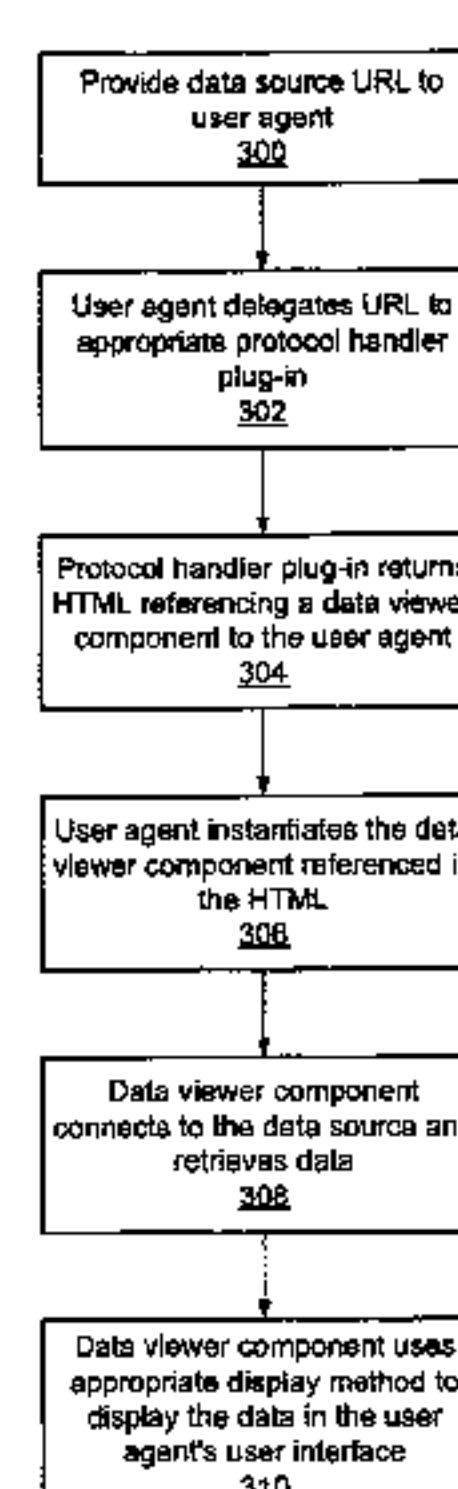 Provide data source URL to
user agent
300
User agent delegates URL to
appropriate protocol handler
plug-in
302
Protocol handler plug-in returns
HTML referencing a data viewer
component to the user agent
304
User agent instantiates the data
viewer component referenced in
the HTML
306
Data viewer component
connects to the data source and
retrieves data
308
Data viewer component uses
appropriate display method to
display the data in the user
agent's user interface
310